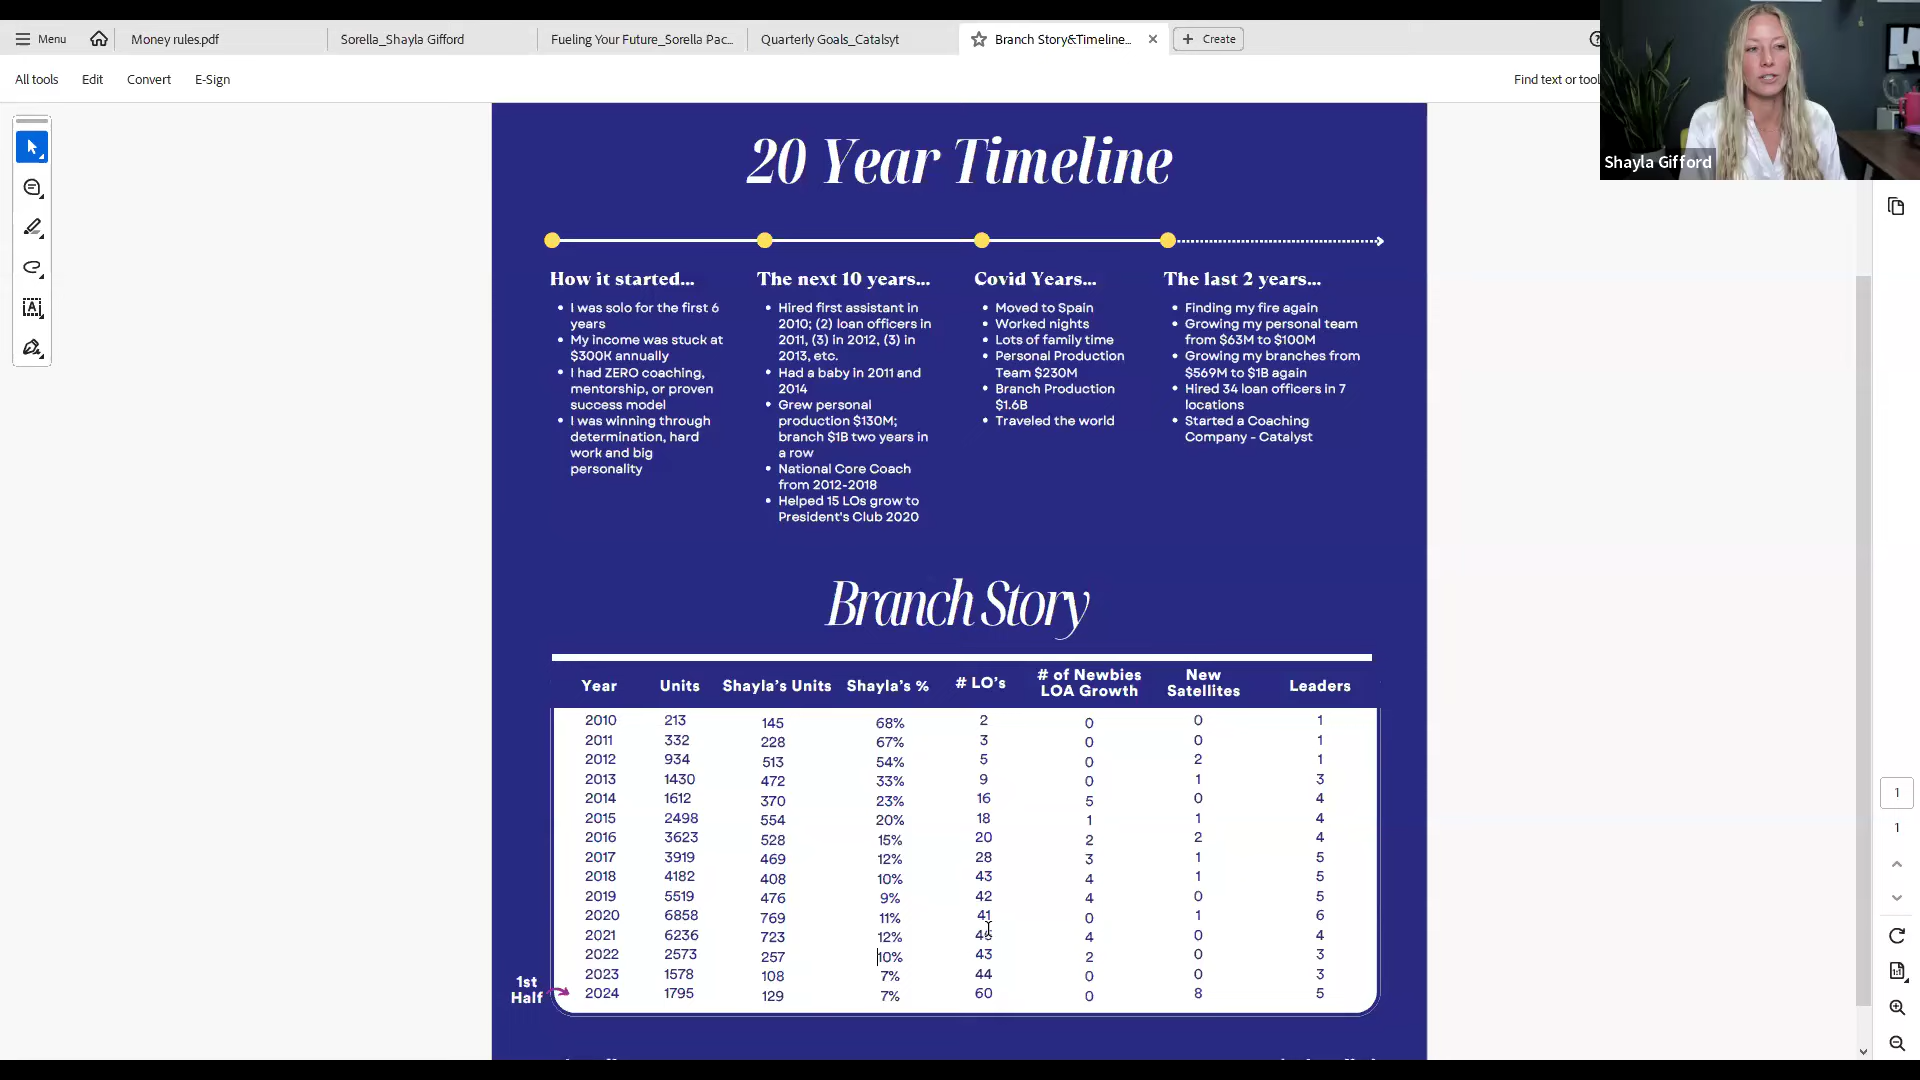 Menu
Money rules.pdf
Sorella_Shayla Gifford
Fueling Your Future_Sorella Pac...
Quarterly Goals_Catalsyt
Branch Story&Timeline...
Create
All tools
Edit
Convert
E-Sign
Find text or tool
Shayla Gifford
20 Year Timeline
How it started...
I was solo for the first 6
years
My income was stuck at
$300K annually
I had ZERO coaching,
mentorship, or proven
success model
I was winning through
determination, hard
work and big
personality
The next 10 years...
Hired first assistant in
2010; (2) loan officers in
2011, (3) in 2012, (3) in
2013, etc.
Had a baby in 2011 and
2014
Grew personal
production $130M;
branch $1B two years in
a row
National Core Coach
from 2012-2018
Helped 15 LOs grow to
President's Club 2020
Covid Years...
Moved to Spain
Worked nights
Lots of family time
Personal Production
Team $230M
Branch Production
$1.6B
Traveled the world
The last 2 years...
Finding my fire again
Growing my personal team
from $63M to $100M
Growing my branches from
$569M to $1B again
Hired 34 loan officers in 7
locations
Started a Coaching
Company - Catalyst
Branch Story
Year Units Shayla's Units Shayla's % # LO's # of Newbies LOA Growth New Satellites Leaders
2010 213 145 68% 2 0 0 1
2011 332 228 67% 3 0 0 1
2012 934 513 54% 5 0 2 1
2013 1430 472 33% 9 0 1 3
2014 1612 370 23% 16 5 0 4
2015 2498 554 20% 18 1 1 4
2016 3623 528 15% 20 2 2 4
2017 3919 469 12% 28 3 1 5
2018 4182 408 10% 43 4 1 5
2019 5519 476 9% 42 4 0 5
2020 6858 769 11% 41 0 1 6
2021 6236 723 12% 4 0 4
2022 2573 257 10% 43 2 0 3
2023 1578 108 7% 44 0 0 3
1st Half 2024 1795 129 7% 60 0 8 5
1
1